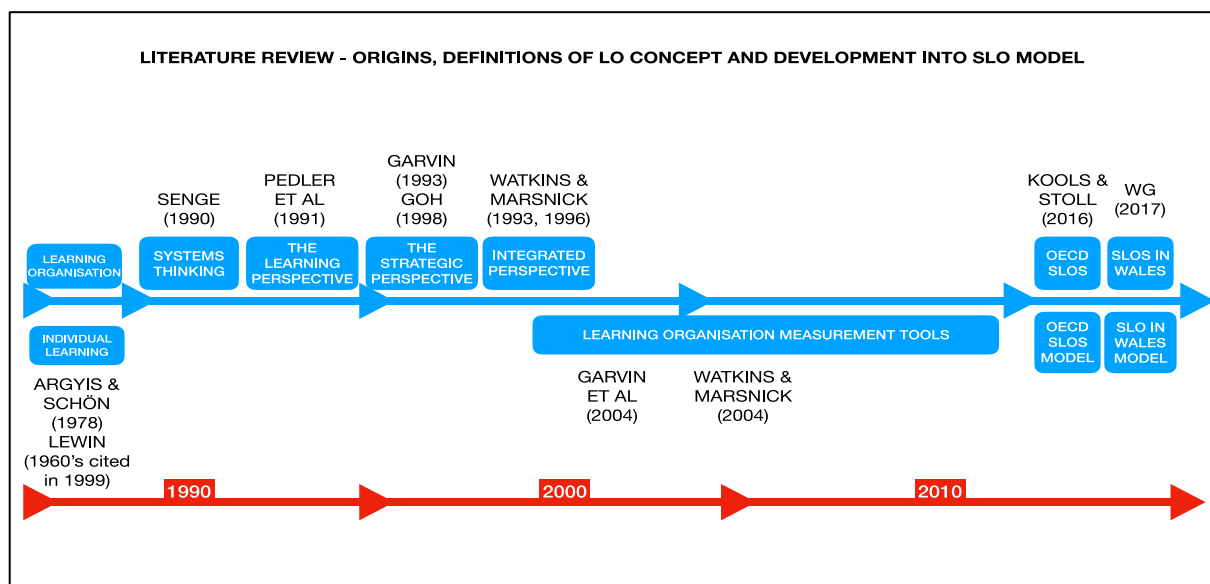 LITERATURE REVIEW - ORIGINS, DEFINITIONS OF LO CONCEPT AND DEVELOPMENT INTO SLO MODEL
SENGE
(1990)
PEDLER
ET AL
(1991)
GARVIN
(1993)
GOH
(1998)
WATKINS &
MARSNICK
(1993, 1996)
KOOLS &
STOLL
(2016)
WG
(2017)
LEARNING
ORGANISATION
SYSTEMS
THINKING
THE
LEARNING
PERSPECTIVE
THE
STRATEGIC
PERSPECTIVE
INTEGRATED
PERSPECTIVE
OECD
SLOS
SLOS IN
WALES
INDIVIDUAL
LEARNING
LEARNING ORGANISATION MEASUREMENT TOOLS
OECD
SLOS
MODEL
SLO IN
WALES
MODEL
ARGYIS &
SCHÖN
(1978)
LEWIN
(1960's cited
in 1999)
GARVIN
ET AL
(2004)
WATKINS &
MARSNICK
(2004)
1990
2000
2010